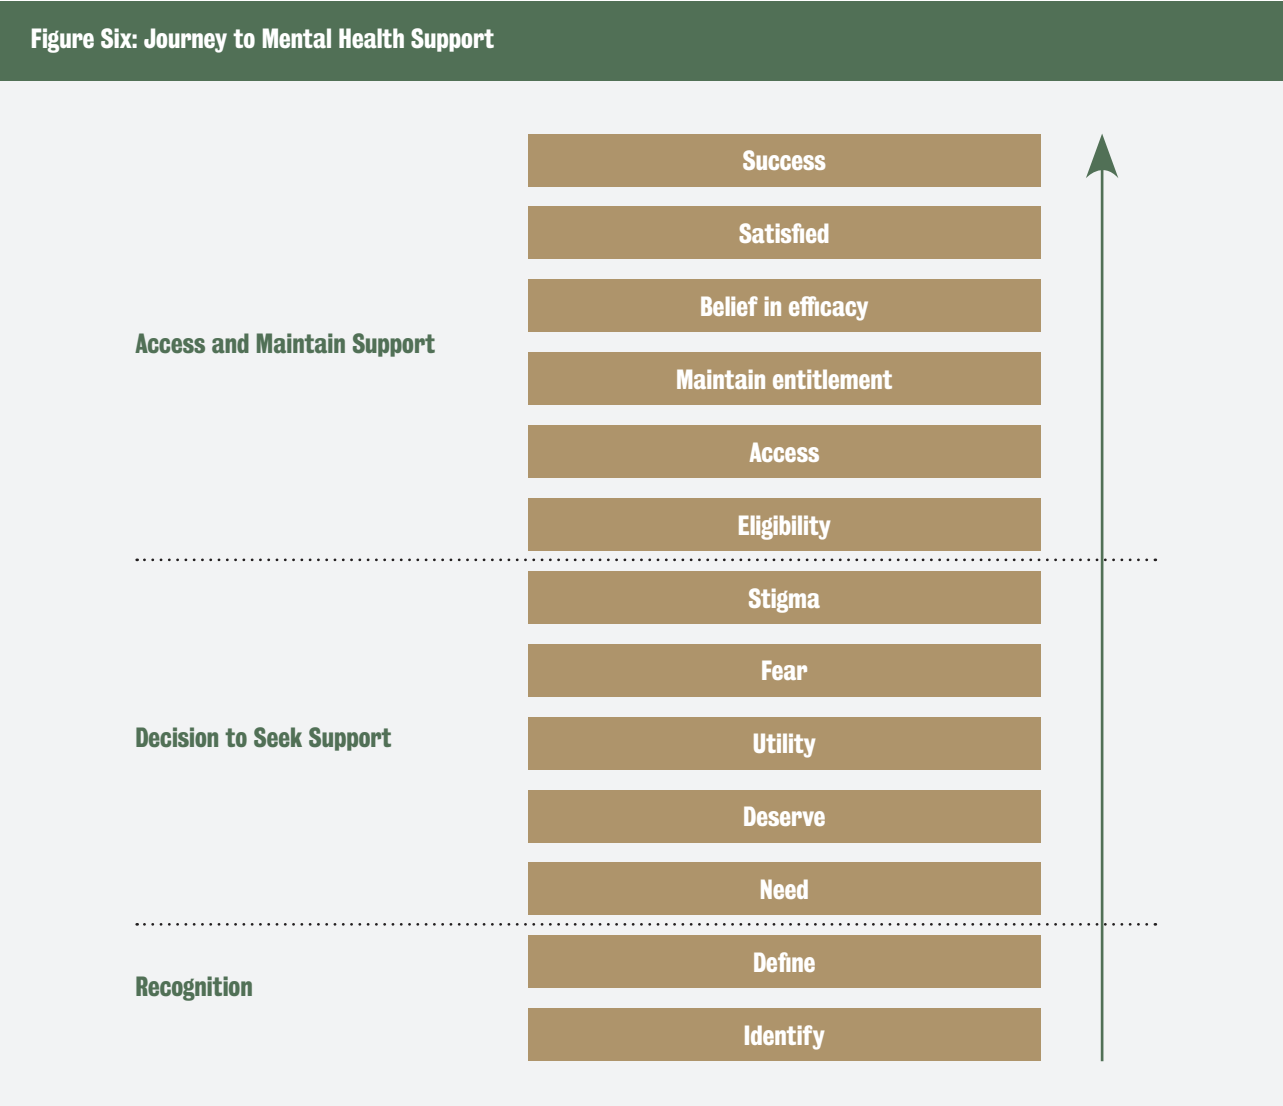 Figure Six: Journey to Mental Health Support
Success
Satisfied
Belief in efficacy
Access and Maintain Support
Maintain entitlement
Access
Eligibility
Stigma
Fear
Decision to Seek Support
Utility
Deserve
Need
Define
Recognition
Identify